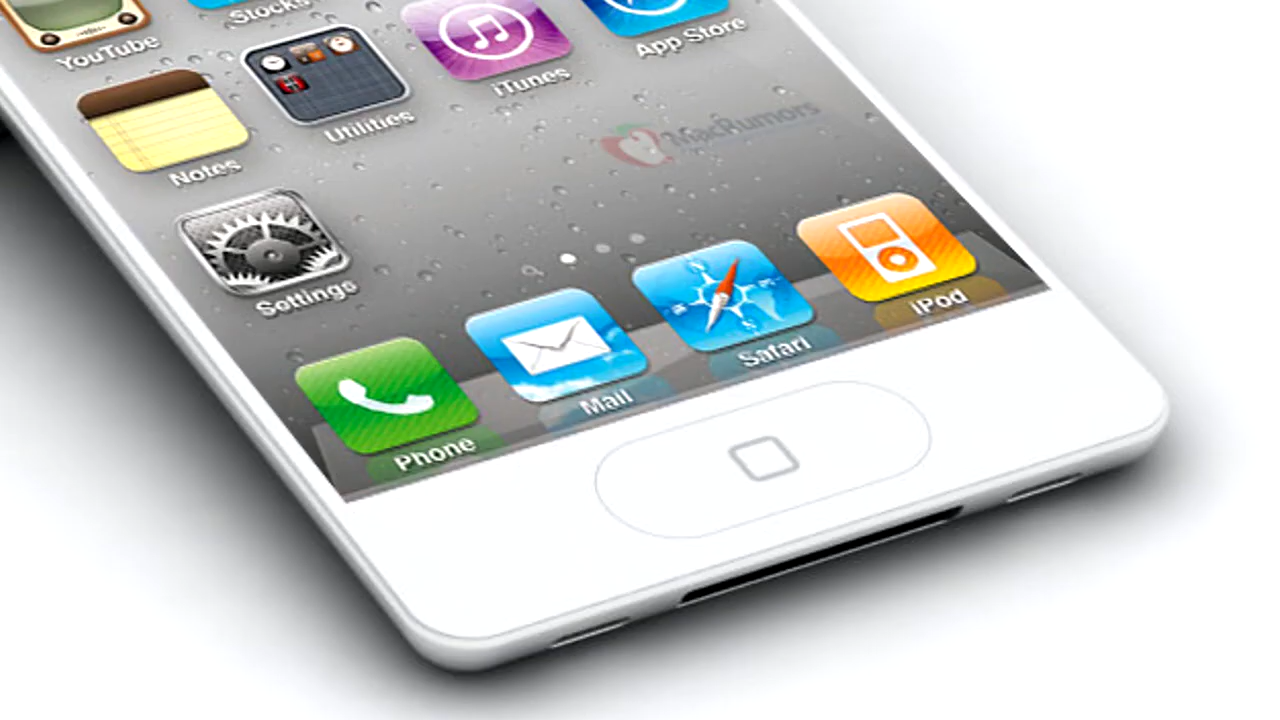 YouTube
Stocks
iTunes
App Store
Notes
Utilities
MacRumors
Settings
Phone
Mail
Safari
iPod